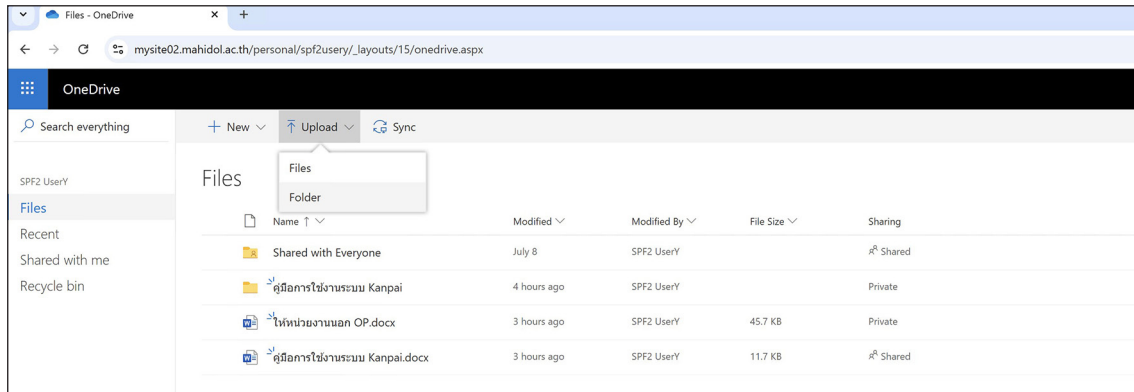 Files - OneDrive
mysite02.mahidol.ac.th/personal/spf2usery/_layouts/15/onedrive.aspx
OneDrive
Search everything
New Upload Sync
Files
Folder
SPF2 UserY
Files
Recent
Shared with me
Recycle bin
Files
Name Modified Modified By File Size Sharing
Shared with Everyone July 8 SPF2 UserY Shared
คู่มือการใช้งานระบบ Kanpai 4 hours ago SPF2 UserY Private
ให้หน่วยงานนอก OP.docx 3 hours ago SPF2 UserY 45.7 KB Private
คู่มือการใช้งานระบบ Kanpai.docx 3 hours ago SPF2 UserY 11.7 KB Shared